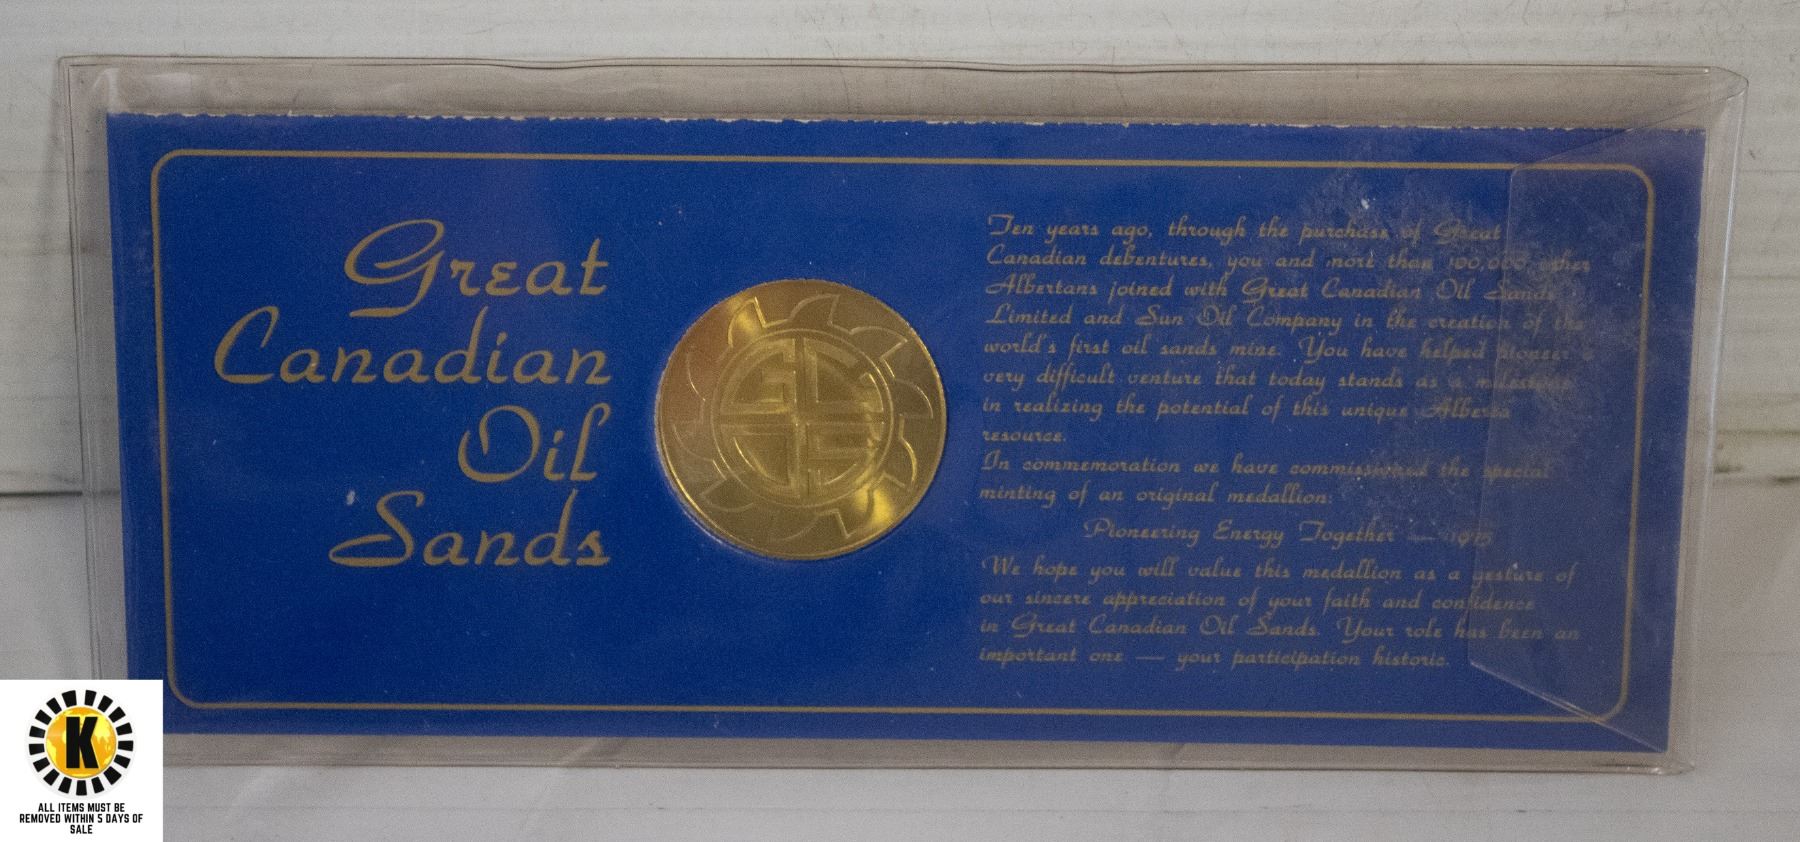 Great
Canadian
Oil
Sands
GCOS
Ten years ago, through the purchase of Great
Canadian debentures, you and more than 100,000 other
Albertans joined with Great Canadian Oil Sands
Limited and Sun Oil Company in the creation of the
world's first oil sands mine. You have helped pioneer a
very difficult venture that today stands as a milestone
in realizing the potential of this unique Alberta
resource.
In commemoration we have commissioned the special
minting of an original medallion:
Pioneering Energy Together — 1975
We hope you will value this medallion as a gesture of
our sincere appreciation of your faith and confidence
in Great Canadian Oil Sands. Your role has been an
important one — your participation historic.
K
ALL ITEMS MUST BE
REMOVED WITHIN 5 DAYS OF
SALE